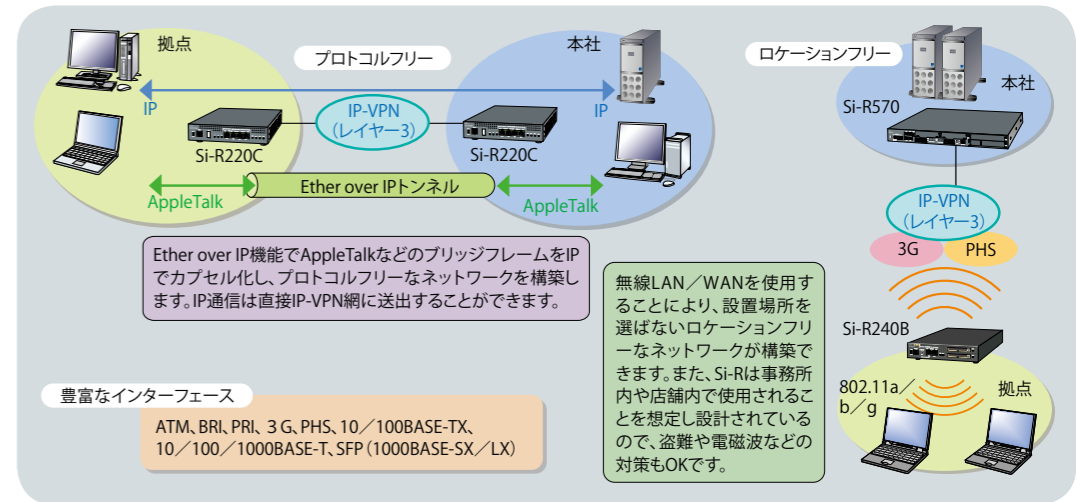 拠点
プロトコルフリー
本社
IP
IP-VPN
(レイヤー3)
IP
Si-R220C
Si-R220C
Ether over IPトンネル
AppleTalk
AppleTalk
Ether over IP機能でAppleTalkなどのブリッジフレームをIP
でカプセル化し、プロトコルフリーなネットワークを構築し
ます。IP通信は直接IP-VPN網に送出することができます。
ロケーションフリー
本社
Si-R570
IP-VPN
(レイヤー3)
3G
PHS
Si-R240B
802.11a/
b/g
拠点
無線LAN/WANを使用す
ることにより、設置場所を
選ばないロケーションフリ
ーなネットワークが構築で
きます。また、Si-Rは事務所
内や店舗内で使用されるこ
とを想定し設計されている
ので、盗難や電磁波などの
対策もOKです。
豊富なインターフェース
ATM、BRI、PRI、3G、PHS、10/100BASE-TX、
10/100/1000BASE-T、SFP(1000BASE-SX/LX)